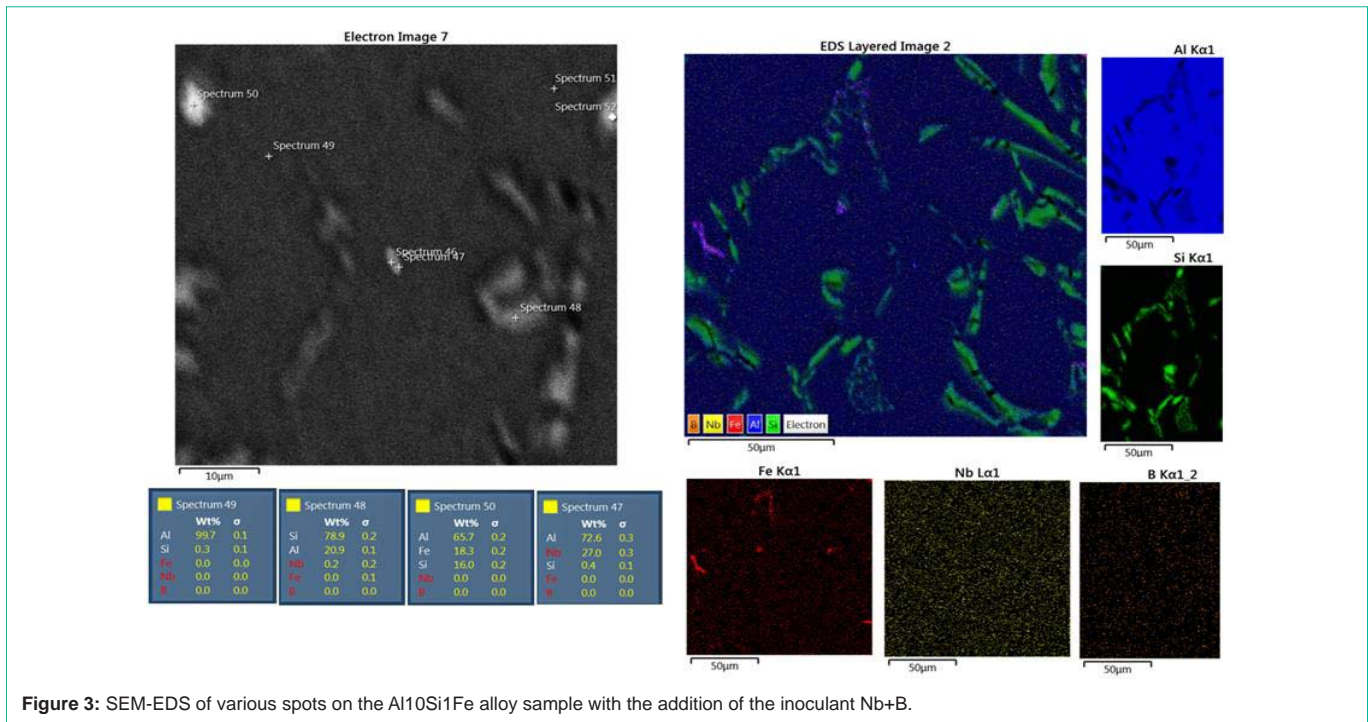 Electron Image 7
Spectrum 50
Spectrum 51
Spectrum 52
Spectrum 49
Spectrum 46
Spectrum 47
Spectrum 48
10μm
Spectrum 49
Wt% σ
Al 99.7 0.1
Si 0.3 0.1
Fe 0.0 0.0
Nb 0.0 0.0
B 0.0 0.0
Spectrum 48
Wt% σ
Si 78.9 0.2
Al 20.9 0.1
Nb 0.2 0.2
Fe 0.0 0.1
B 0.0 0.0
Spectrum 50
Wt% σ
Al 65.7 0.2
Fe 18.3 0.2
Si 16.0 0.2
Nb 0.0 0.0
B 0.0 0.0
Spectrum 47
Wt% σ
Al 72.6 0.3
Nb 27.0 0.3
Si 0.4 0.1
Fe 0.0 0.0
B 0.0 0.0
EDS Layered Image 2
B Nb Fe Al Si Electron
50μm
Al Kα1
50μm
Si Kα1
50μm
Fe Kα1
50μm
Nb Lα1
50μm
B Kα1_2
50μm
Figure 3: SEM-EDS of various spots on the Al10Si1Fe alloy sample with the addition of the inoculant Nb+B.